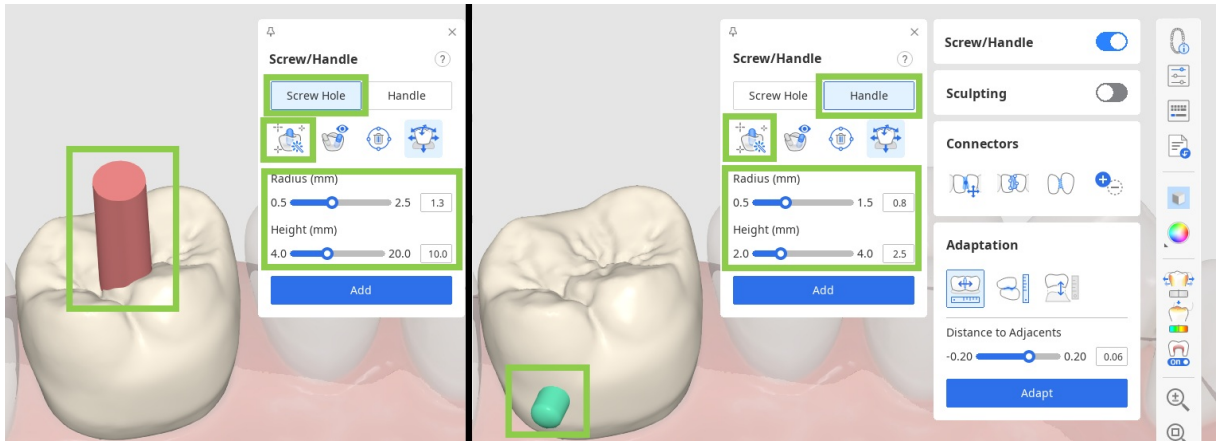 Screw/Handle
?
Screw Hole
Handle
Radius (mm)
0.5
2.5
1.3
Height (mm)
4.0
20.0
10.0
Add
Screw/Handle
?
Screw Hole
Handle
Radius (mm)
0.5
1.5
0.8
Height (mm)
2.0
4.0
2.5
Add
Screw/Handle
Sculpting
Connectors
Adaptation
Distance to Adjacents
-0.20
0.20
0.06
Adapt
ON